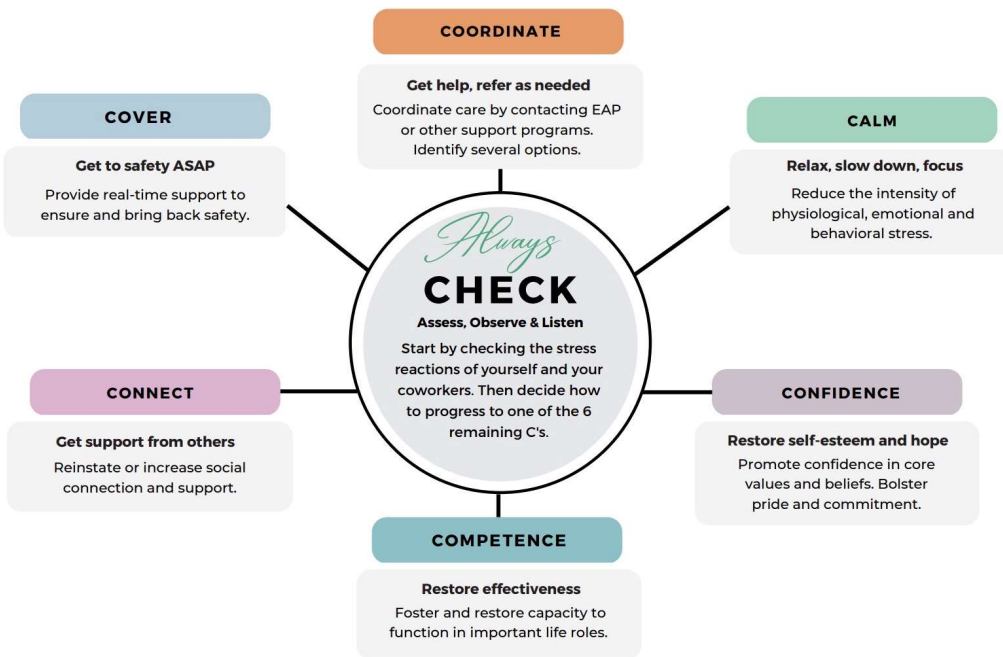 COORDINATE
Get help, refer as needed
Coordinate care by contacting EAP
or other support programs.
Identify several options.
COVER
Get to safety ASAP
Provide real-time support to
ensure and bring back safety.
CALM
Relax, slow down, focus
Reduce the intensity of
physiological, emotional and
behavioral stress.
Always
CHECK
Assess, Observe & Listen
Start by checking the stress
reactions of yourself and your
coworkers. Then decide how
to progress to one of the 6
remaining C's.
CONNECT
Get support from others
Reinstate or increase social
connection and support.
CONFIDENCE
Restore self-esteem and hope
Promote confidence in core
values and beliefs. Bolster
pride and commitment.
COMPETENCE
Restore effectiveness
Foster and restore capacity to
function in important life roles.